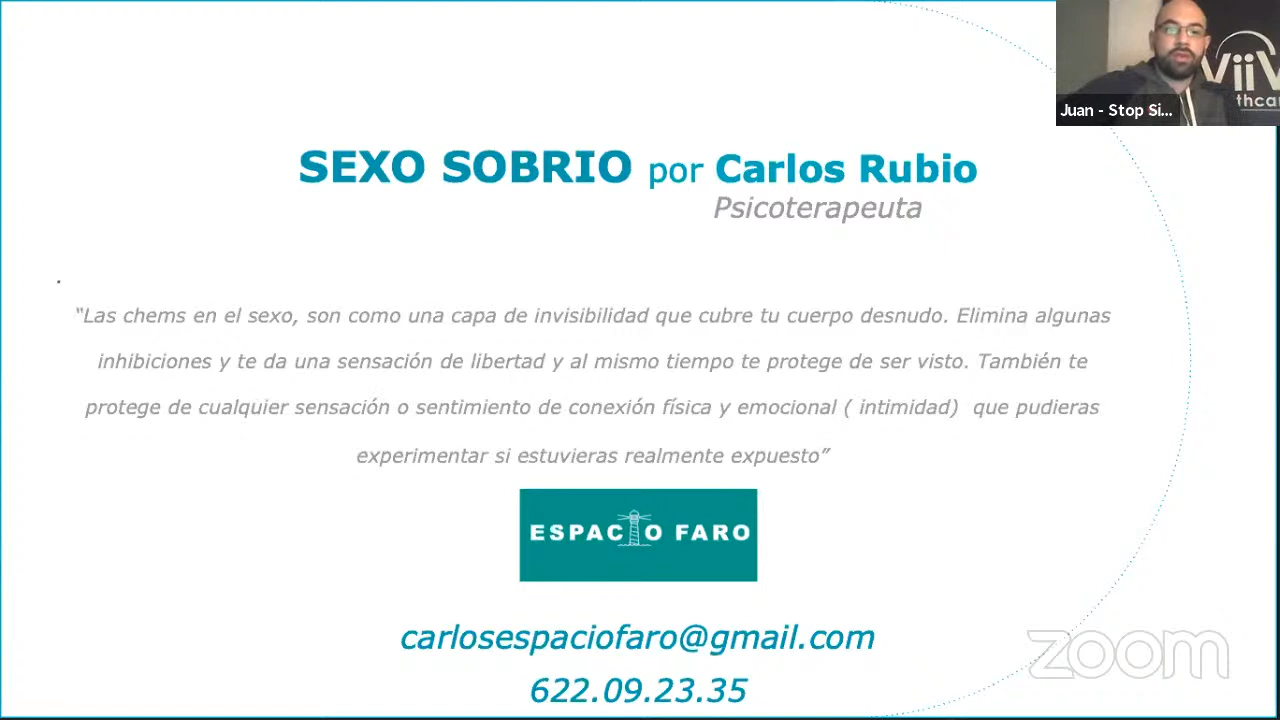 SEXO SOBRIO por Carlos Rubio
Psicoterapeuta
"Las chems en el sexo, son como una capa de invisibilidad que cubre tu cuerpo desnudo. Elimina algunas
inhibiciones y te da una sensación de libertad y al mismo tiempo te protege de ser visto. También te
protege de cualquier sensación o sentimiento de conexión física y emocional ( intimidad)  que pudieras
experimentar si estuvieras realmente expuesto”
ESPACIO FARO
carlosespaciofaro@gmail.com
622.09.23.35
Juan - Stop Si...
zoom